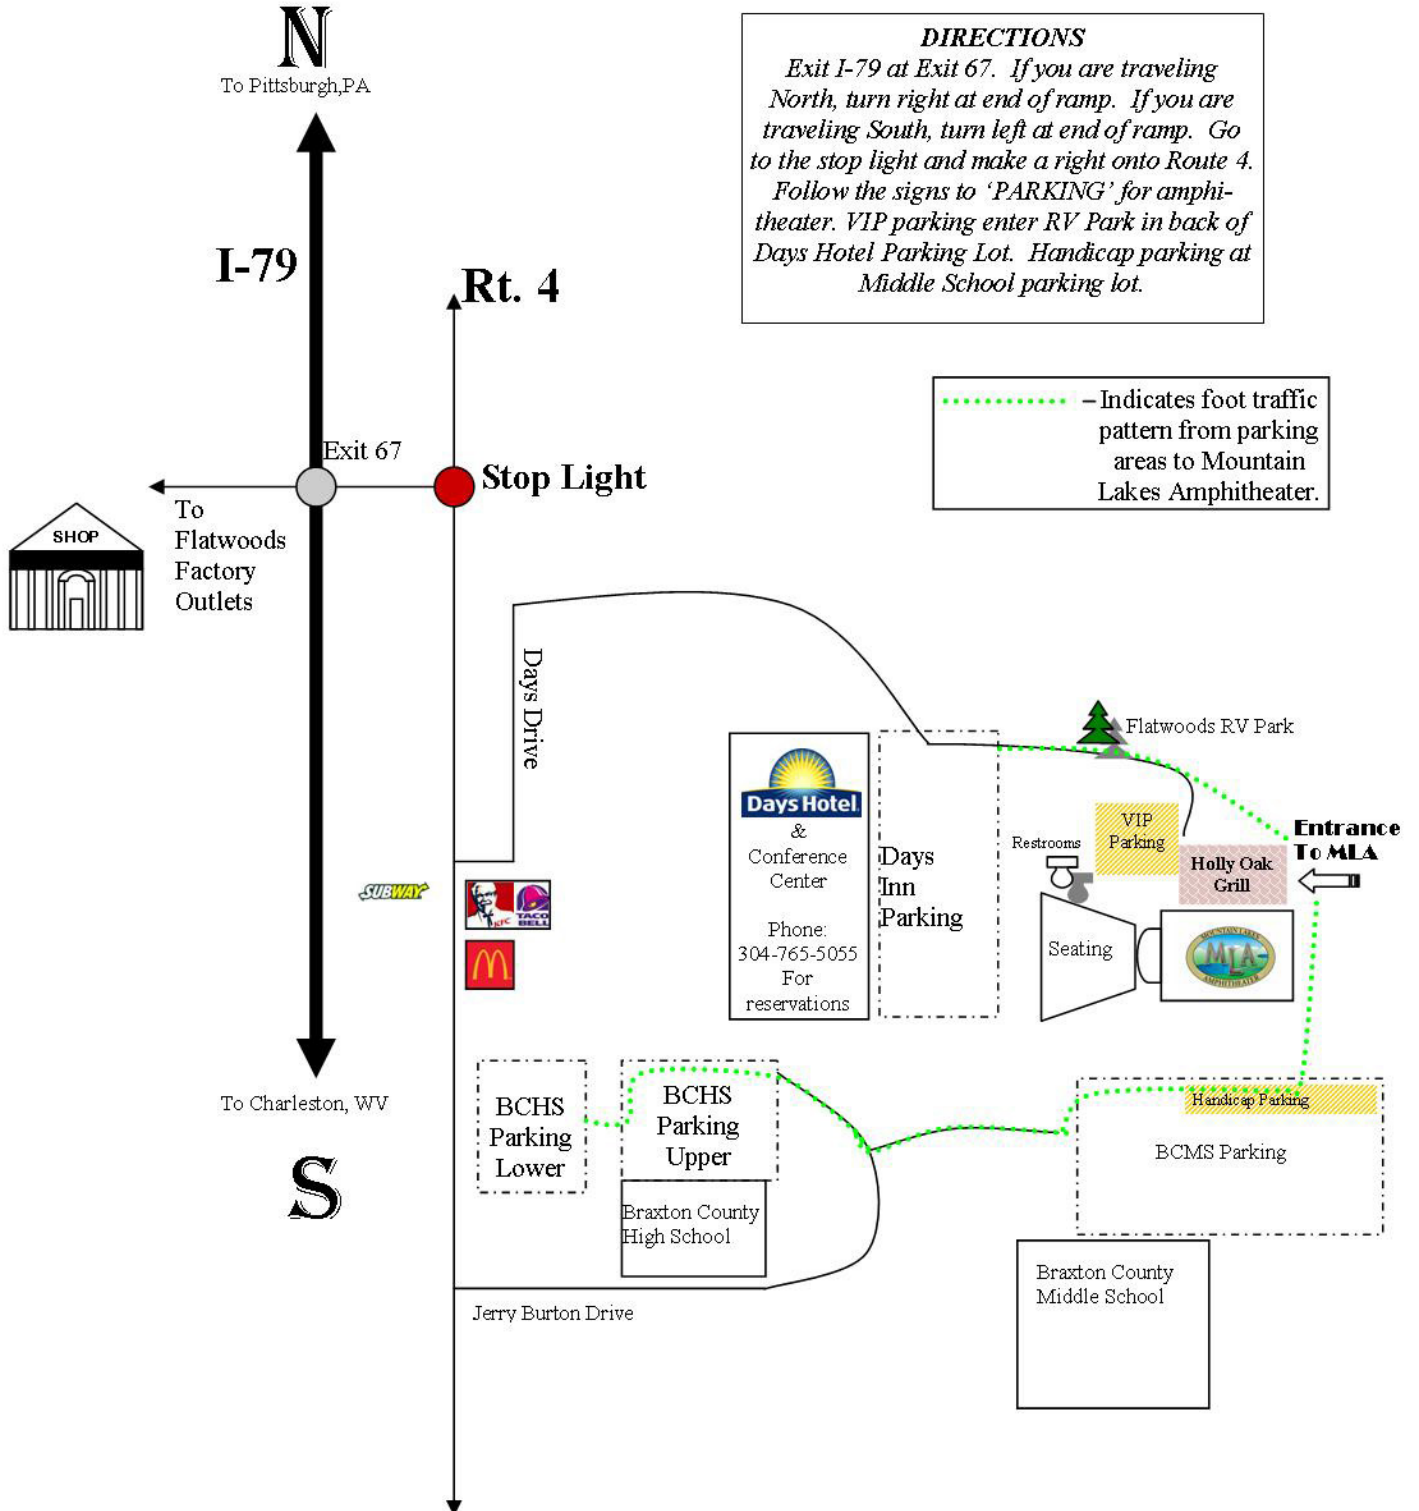 N
To Pittsburgh,PA
DIRECTIONS
Exit I-79 at Exit 67.  If you are traveling
North, turn right at end of ramp.  If you are
traveling South, turn left at end of ramp.  Go
to the stop light and make a right onto Route 4.
Follow the signs to ‘PARKING’ for amphi-
theater. VIP parking enter RV Park in back of
Days Hotel Parking Lot.  Handicap parking at
Middle School parking lot.
I-79
Rt. 4
– Indicates foot traffic
pattern from parking
areas to Mountain
Lakes Amphitheater.
Exit 67
Stop Light
SHOP
To
Flatwoods
Factory
Outlets
Days Drive
Flatwoods RV Park
Days Hotel
&
Conference
Center
Phone:
304-765-5055
For
reservations
Days
Inn
Parking
VIP
Parking
Restrooms
Entrance
To MLA
Holly Oak
Grill
SUBWAY
KFC
TACO
BELL
Seating
MOUNTAIN LAKES
MLA
AMPHITHEATER
To Charleston, WV
S
BCHS
Parking
Lower
BCHS
Parking
Upper
Handicap Parking
BCMS Parking
Braxton County
High School
Braxton County
Middle School
Jerry Burton Drive